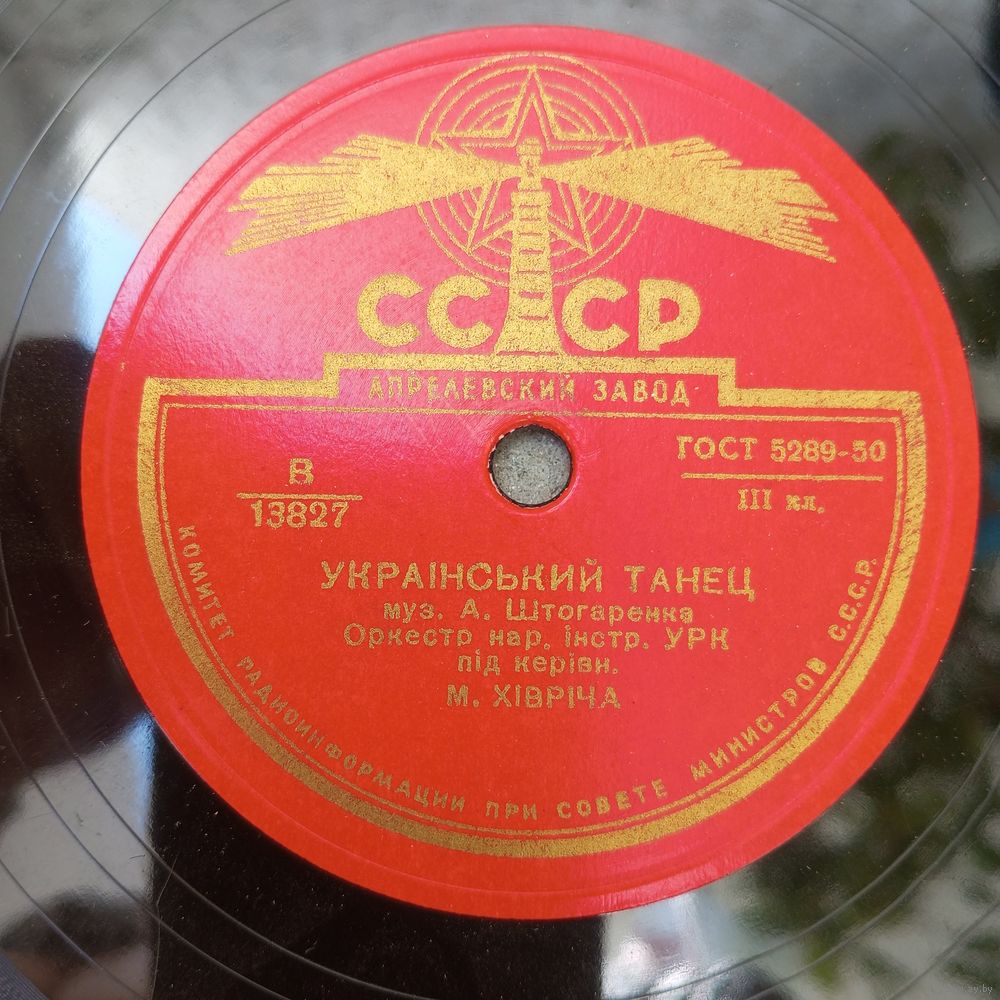 СССР
АПРЕЛЕВСКИЙ ЗАВОД
ГОСТ 5289-50
III кл.
В
13827
УКРАІНСЬКИЙ ТАНЕЦ
муз. А. Штогаренка
Оркестр нар. інстр. УРК
під керівн.
М. ХІВРІЧА
КОМИТЕТ РАДИОИНФОРМАЦИИ ПРИ СОВЕТЕ МИНИСТРОВ С.С.С.Р.